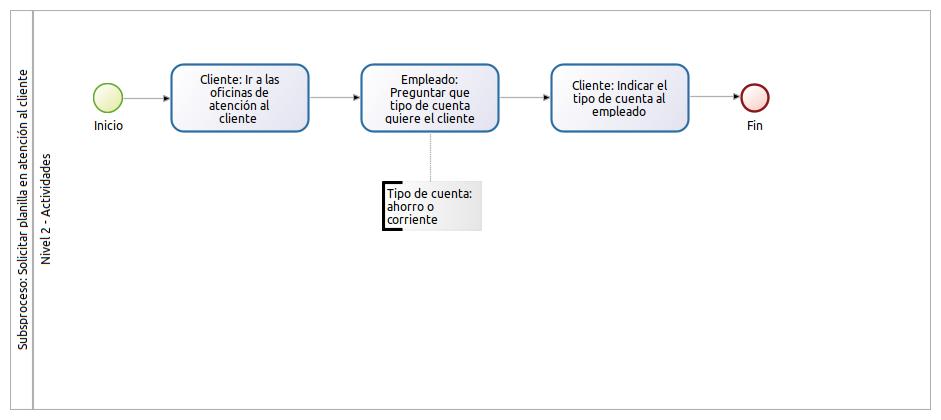 Subsproceso: Solicitar planilla en atención al cliente
Nivel 2 - Actividades
Inicio
Cliente: Ir a las
oficinas de
atención al
cliente
Empleado:
Preguntar que
tipo de cuenta
quiere el cliente
Cliente: Indicar el
tipo de cuenta al
empleado
Fin
Tipo de cuenta:
ahorro o
corriente